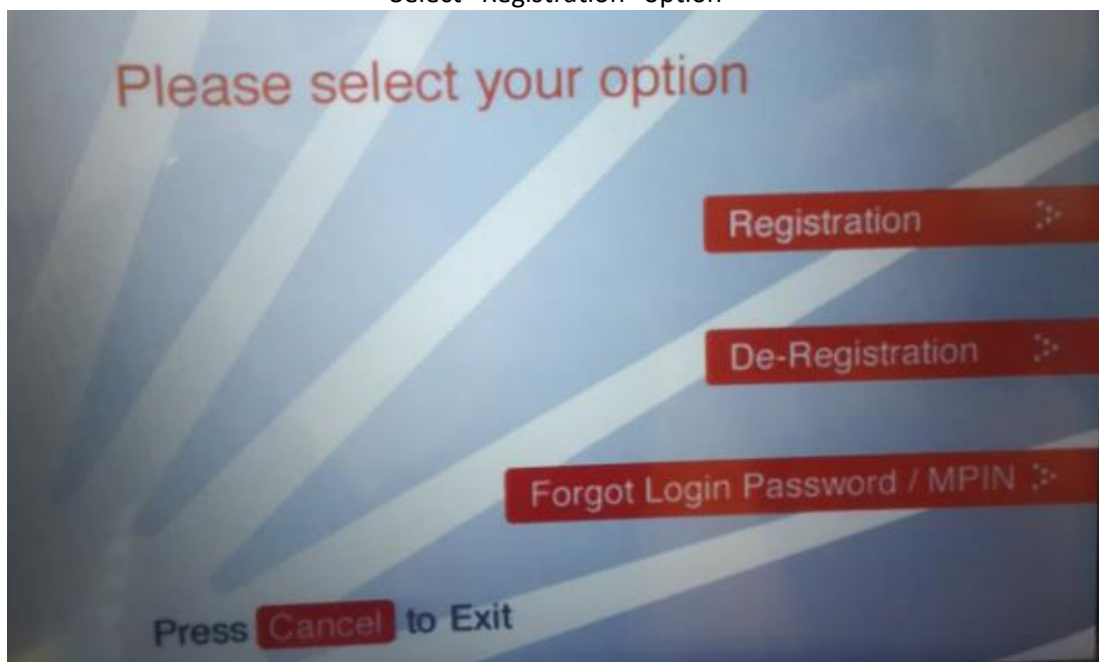 Select "Registration" option
Please select your option
Registration
De-Registration
Forgot Login Password / MPIN
Press Cancel to Exit